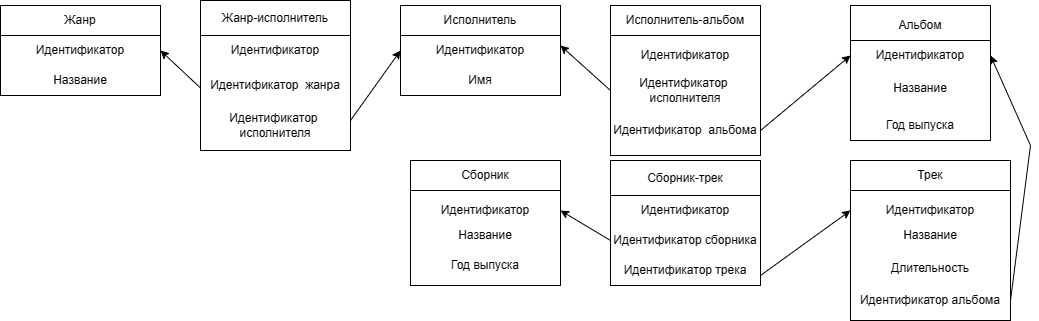 Жанр
Идентификатор
Название
Жанр-исполнитель
Идентификатор
Идентификатор жанра
Идентификатор
исполнителя
Исполнитель
Идентификатор
Имя
Исполнитель-альбом
Идентификатор
Идентификатор
исполнителя
Идентификатор альбома
Альбом
Идентификатор
Название
Год выпуска
Сборник
Идентификатор
Название
Год выпуска
Сборник-трек
Идентификатор
Идентификатор сборника
Идентификатор трека
Трек
Идентификатор
Название
Длительность
Идентификатор альбома